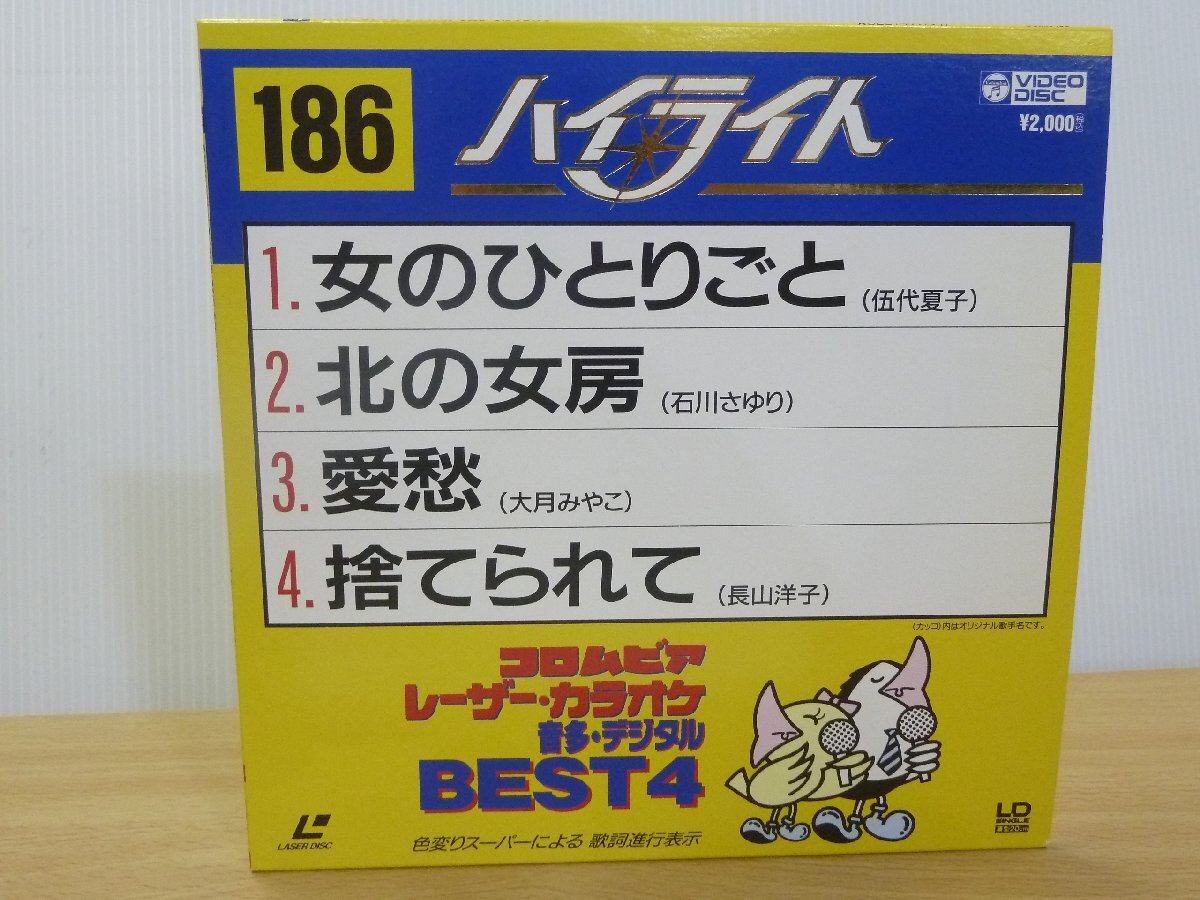 186
ハイライト
VIDEO
DISC
¥2,000(税込)
1. 女のひとりごと (伍代夏子)
2. 北の女房 (石川さゆり)
3. 愛愁 (大月みやこ)
4. 捨てられて (長山洋子)
(カッコ)内はオリジナル歌手名です。
コロムビア
レーザー・カラオケ
音多・デジタル
BEST4
色変りスーパーによる 歌詞進行表示
LASER DISC
LD
SINGLE